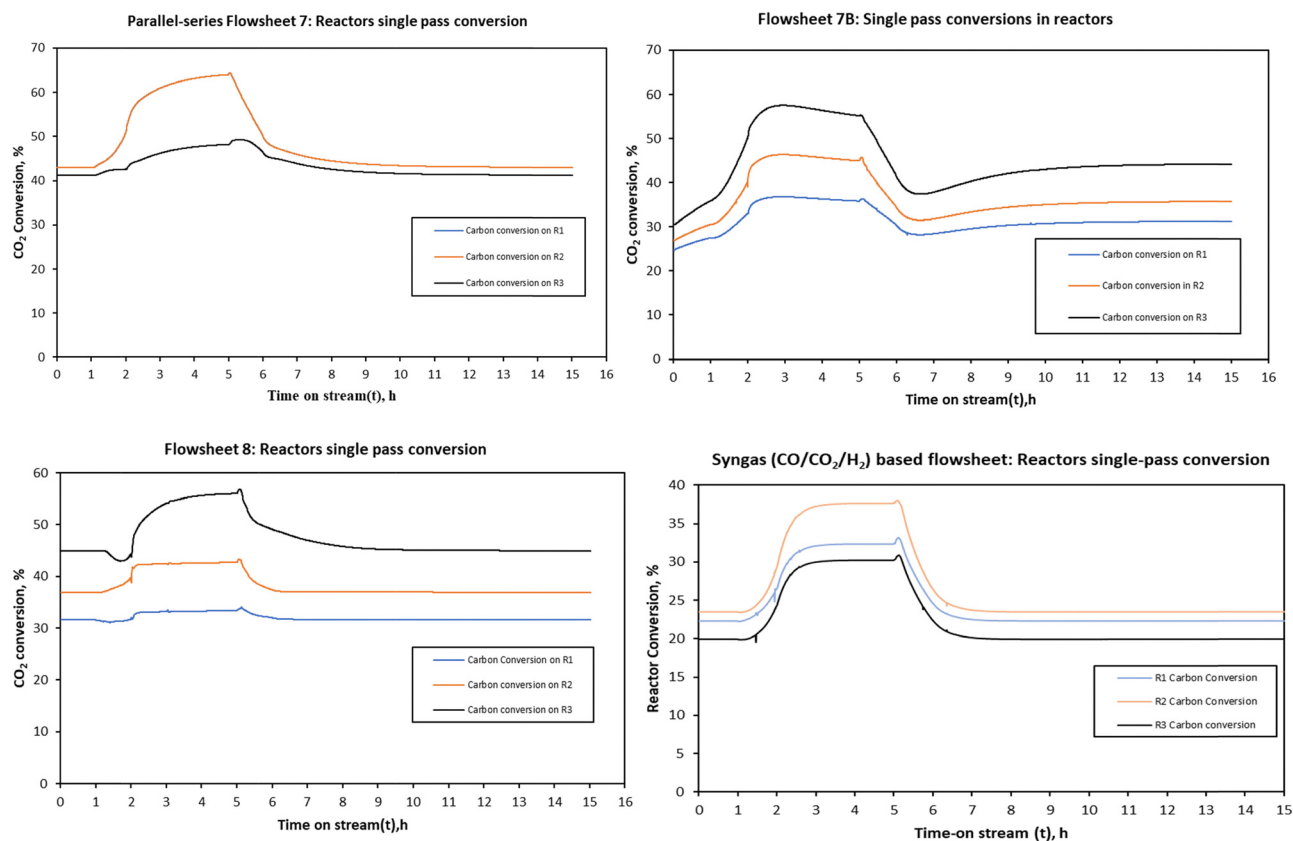 Parallel-series Flowsheet 7: Reactors single pass conversion
70
60
50
40
30
20
10
0
CO₂ Conversion, %
Carbon conversion on R1
Carbon conversion on R2
Carbon conversion on R3
0 1 2 3 4 5 6 7 8 9 10 11 12 13 14 15 16
Time on stream(t), h
Flowsheet 7B: Single pass conversions in reactors
70
60
50
40
30
20
10
0
CO₂ conversion, %
Carbon conversion on R1
Carbon conversion in R2
Carbon conversion on R3
0 1 2 3 4 5 6 7 8 9 10 11 12 13 14 15 16
Time on stream(t),h
Flowsheet 8: Reactors single pass conversion
60
50
40
30
20
10
0
CO₂ conversion, %
Carbon Conversion on R1
Carbon conversion on R2
Carbon conversion on R3
0 1 2 3 4 5 6 7 8 9 10 11 12 13 14 15 16
Time on stream(t),h
Syngas (CO/CO₂/H₂) based flowsheet: Reactors single-pass conversion
40
35
30
25
20
15
10
5
0
Reactor Conversion, %
R1 Carbon Conversion
R2 Carbon Conversion
R3 Carbon conversion
0 1 2 3 4 5 6 7 8 9 10 11 12 13 14 15
Time-on stream (t), h